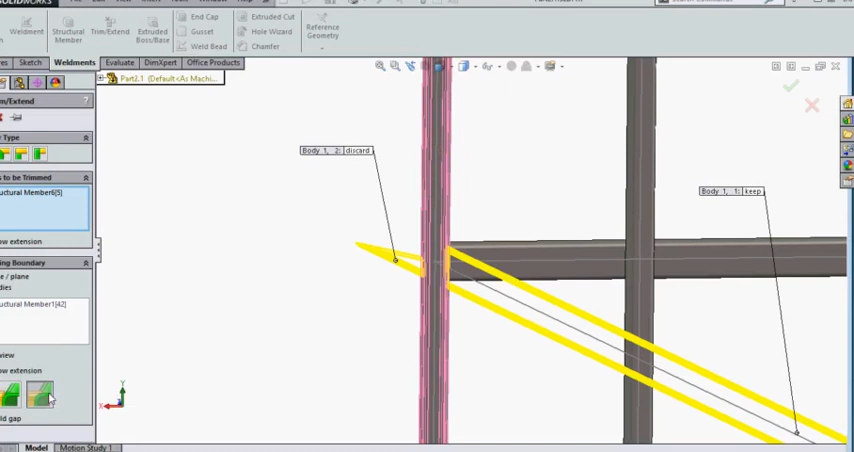 Weldment
Structural
Member
Trim/Extend
Extruded
Boss/Base
End Cap
Gusset
Weld Bead
Extruded Cut
Hole Wizard
Chamfer
Reference
Geometry
res Sketch Weldments Evaluate DimXpert Office Products
Part2.1 (Default<As Machi...
m/Extend ?
r Type
s to be Trimmed
uctural Member6[5]
ow extension
ing Boundary
e / plane
dies
uctural Member1[42]
view
ow extension
ld gap
Body 1, 2: discard
Body 1, 1: keep
Y
X
Model Motion Study 1